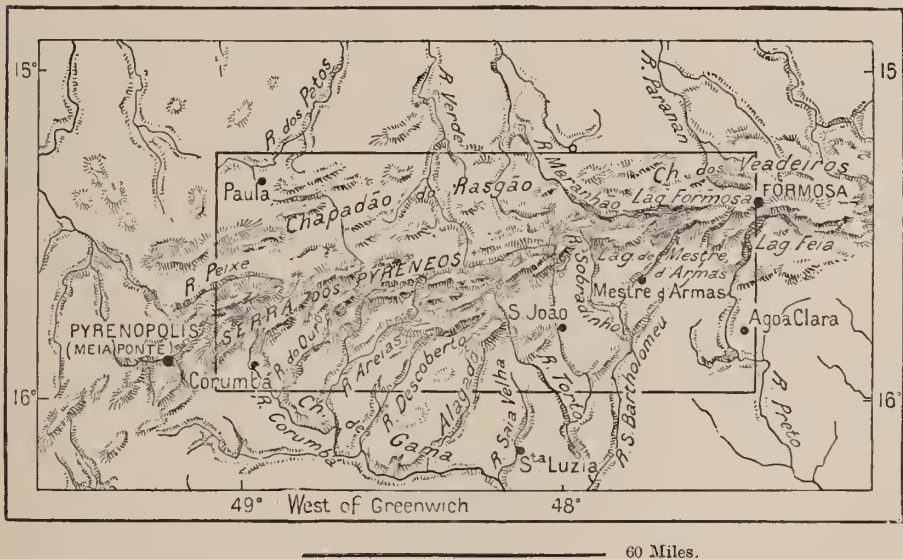 15°
15°
R. dos Patos
R. Verde
R. Paranan
R. Maranhao
Ch. dos Veadeiros
Paula
Chapadão do Rasgão
Lag. Formosa
FORMOSA
Lag. Feia
R. Peixe
SERRA DOS PYRENEOS
R. Sobradinho
Lag. de Mestre
d'Armas
Mestre d'Armas
PYRENOPOLIS
(MEIA PONTE)
S. João
Agoa Clara
R. do Ouro
R. Areias
R. Descoberto
Alagado
Corumbá
R. Corumbá
Ch. de Gama
R. Saia Velha
R. Torto
R. S. Bartholomeu
R. Preto
16°
16°
Sta Luzia
49°
West of Greenwich
48°
60 Miles.